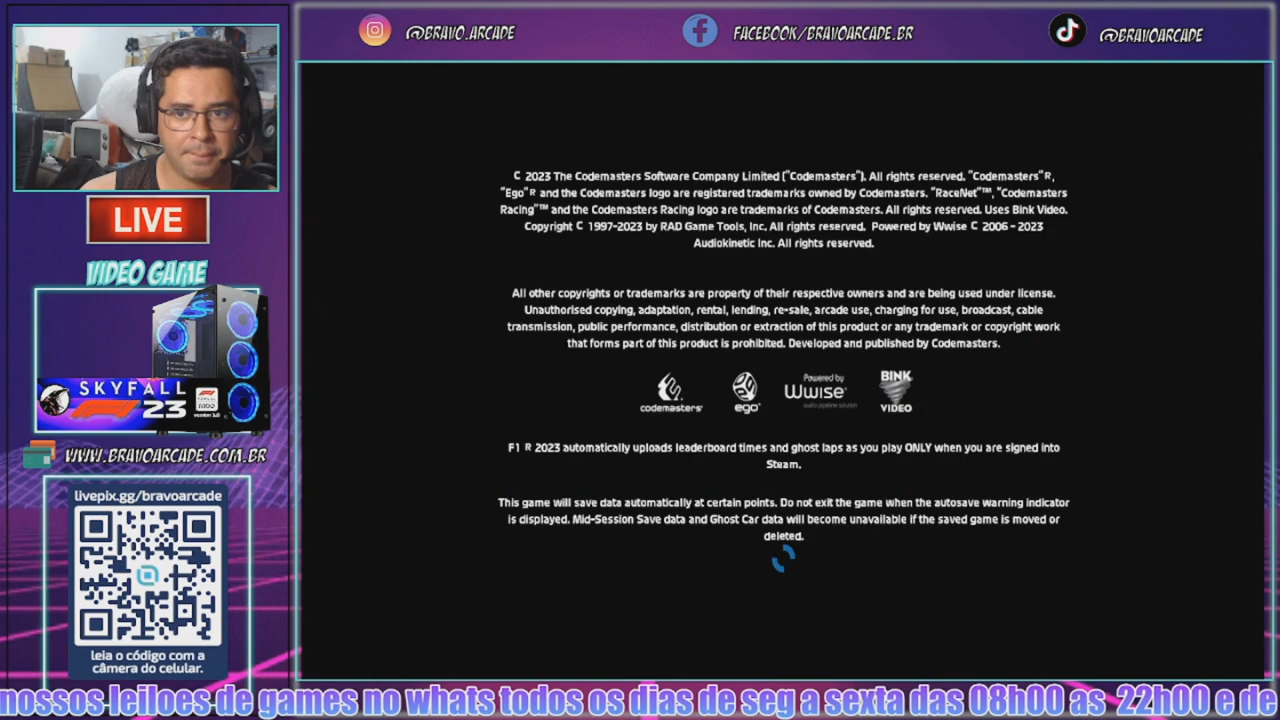 @BRAVO.ARCADE
FACEBOOK/BRAVOARCADE.BR
@BRAVOARCADE
LIVE
VIDEO GAME
SKYFALL
F1 23
WWW.BRAVOARCADE.COM.BR
livepix.gg/bravoarcade
leia o código com a
câmera do celular.
C 2023 The Codemasters Software Company Limited ("Codemasters"). All rights reserved. "Codemasters"R,
"Ego"R and the Codemasters logo are registered trademarks owned by Codemasters. "RaceNet"™, "Codemasters
Racing"™ and the Codemasters Racing logo are trademarks of Codemasters. All rights reserved. Uses Bink Video.
Copyright C 1997-2023 by RAD Game Tools, Inc. All rights reserved. Powered by Wwise C 2006 - 2023
Audiokinetic Inc. All rights reserved.
All other copyrights or trademarks are property of their respective owners and are being used under license.
Unauthorised copying, adaptation, rental, lending, re-sale, arcade use, charging for use, broadcast, cable
transmission, public performance, distribution or extraction of this product or any trademark or copyright work
that forms part of this product is prohibited. Developed and published by Codemasters.
codemasters
ego
Powered by
Wwise
audio pipeline solution
BINK
VIDEO
F1 R 2023 automatically uploads leaderboard times and ghost laps as you play ONLY when you are signed into
Steam.
This game will save data automatically at certain points. Do not exit the game when the autosave warning indicator
is displayed. Mid-Session Save data and Ghost Car data will become unavailable if the saved game is moved or
deleted.
nossos leiloes de games no whats todos os dias de seg a sexta das 08h00 as 22h00 e de